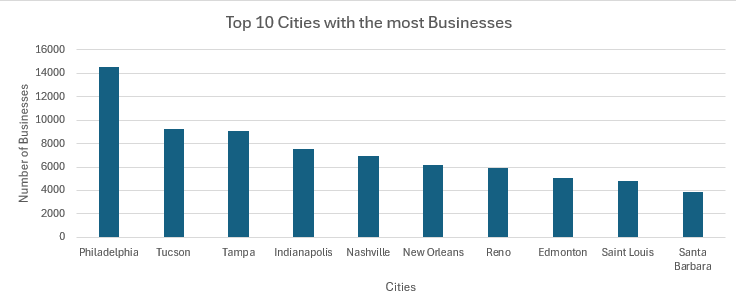 Top 10 Cities with the most Businesses
16000
14000
12000
10000
8000
6000
4000
2000
0
Number of Businesses
Philadelphia Tucson Tampa Indianapolis Nashville New Orleans Reno Edmonton Saint Louis Santa
Barbara
Cities